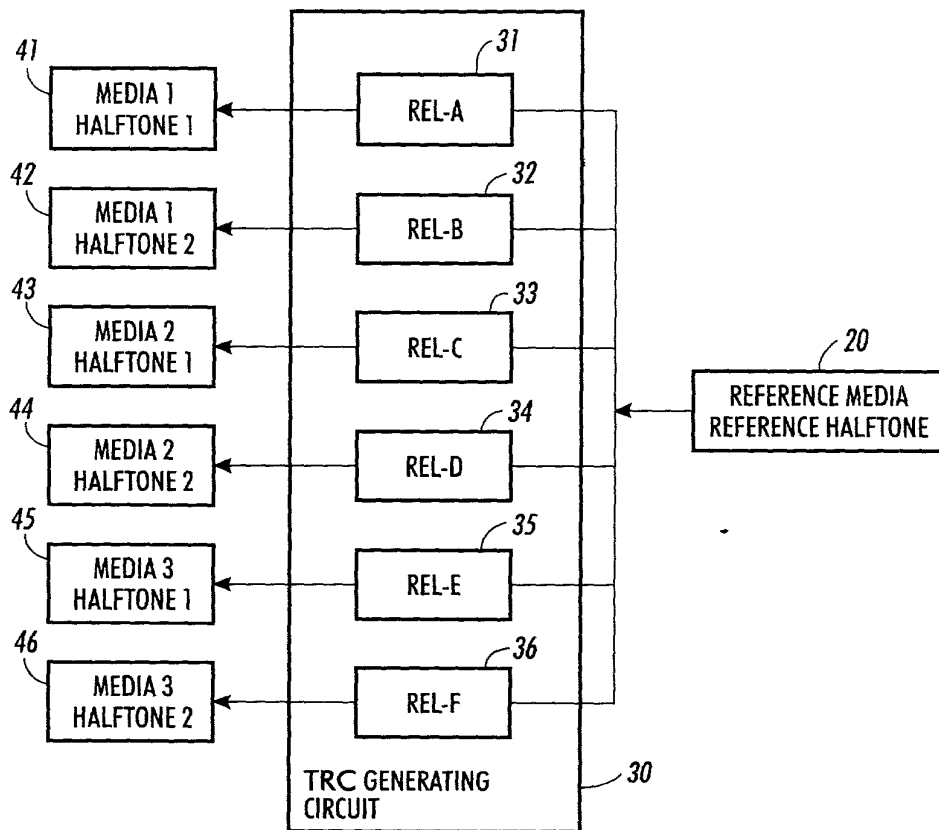 31
41
MEDIA 1
HALFTONE 1
REL-A
42
32
MEDIA 1
HALFTONE 2
REL-B
43
33
MEDIA 2
HALFTONE 1
REL-C
20
REFERENCE MEDIA
REFERENCE HALFTONE
44
34
MEDIA 2
HALFTONE 2
REL-D
45
35
MEDIA 3
HALFTONE 1
REL-E
46
36
MEDIA 3
HALFTONE 2
REL-F
30
TRC GENERATING
CIRCUIT